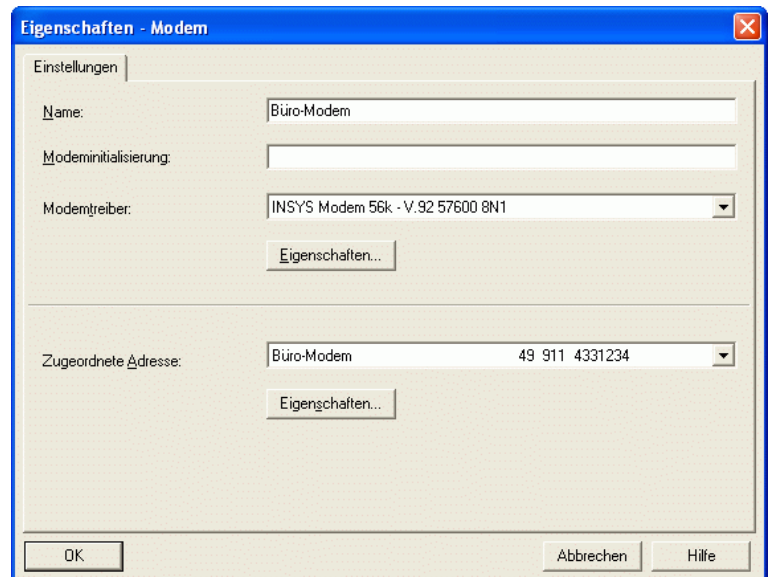 Eigenschaften - Modem
Einstellungen
Name: Büro-Modem
Modeminitialisierung:
Modemtreiber: INSYS Modem 56k - V.92 57600 8N1
Eigenschaften...
Zugeordnete Adresse: Büro-Modem 49 911 4331234
Eigenschaften...
OK Abbrechen Hilfe